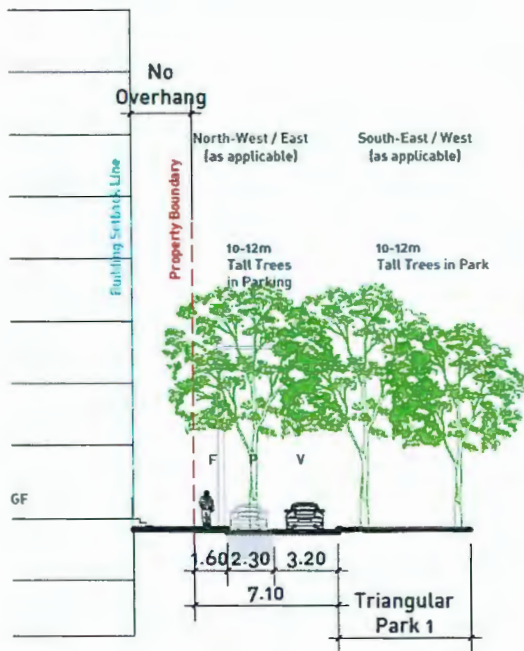 No
Overhang
North-West / East
(as applicable)
South-East / West
(as applicable)
Building Setback Line
Property Boundary
10-12m
Tall Trees
in Parking
10-12m
Tall Trees in Park
F P V
GF
1.60 2.30 3.20
7.10
Triangular
Park 1